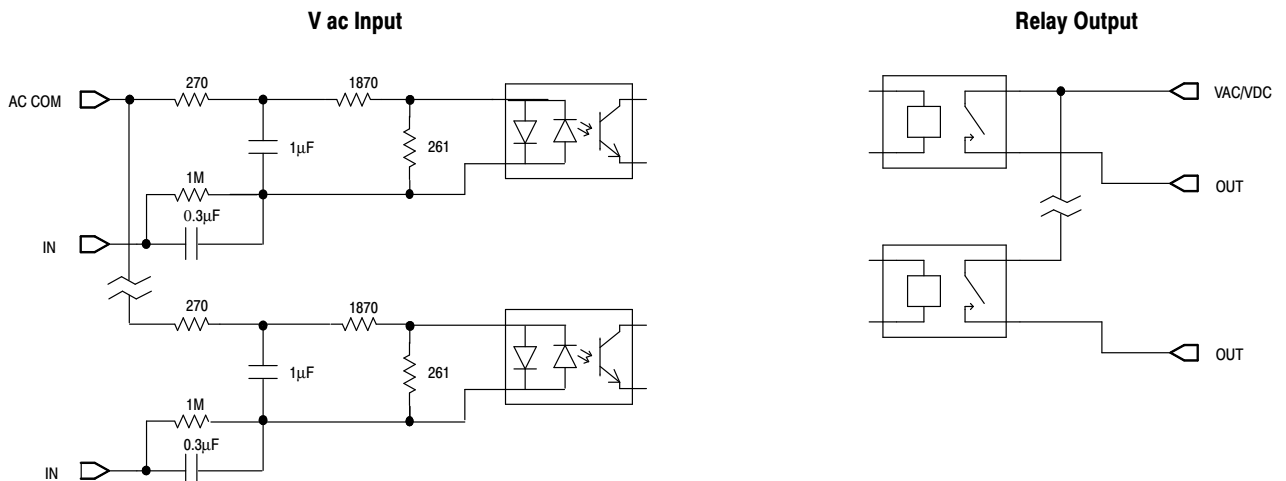 V ac Input
Relay Output
270
1870
AC COM
VAC/VDC
1μF
261
1M
OUT
0.3μF
IN
270
1870
1μF
261
OUT
1M
0.3μF
IN